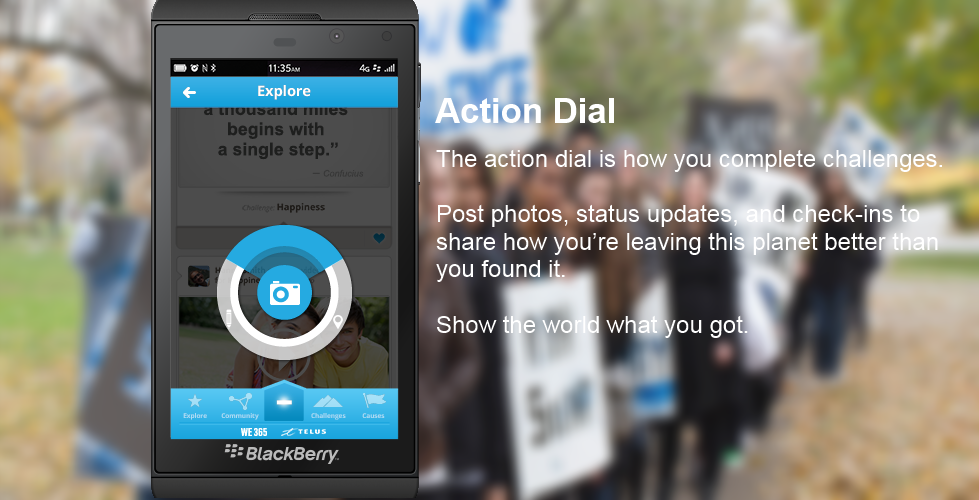 11:35AM
4G
Explore
a thousand miles
begins with
a single step.”
— Confucius
Challenge: Happiness
Action Dial
The action dial is how you complete challenges.
Post photos, status updates, and check-ins to
share how you’re leaving this planet better than
you found it.
Show the world what you got.
Explore Community Challenges Causes
WE 365 TELUS
BlackBerry